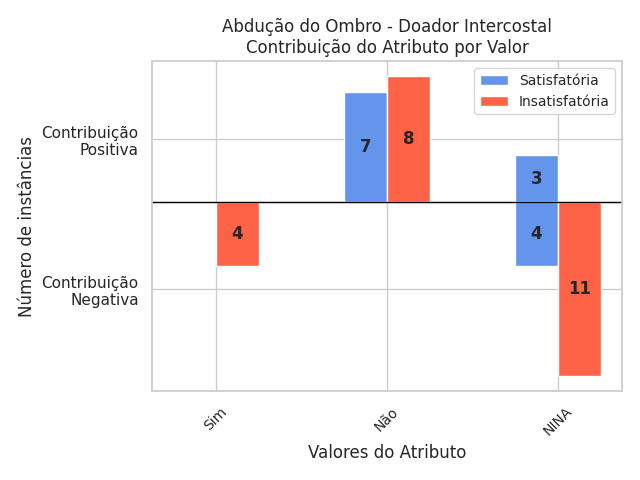 Abdução do Ombro - Doador Intercostal
Contribuição do Atributo por Valor
Satisfatória
Insatisfatória
Número de instâncias
Contribuição
Positiva
Contribuição
Negativa
7
8
3
4
4
11
Sim
Não
NINA
Valores do Atributo